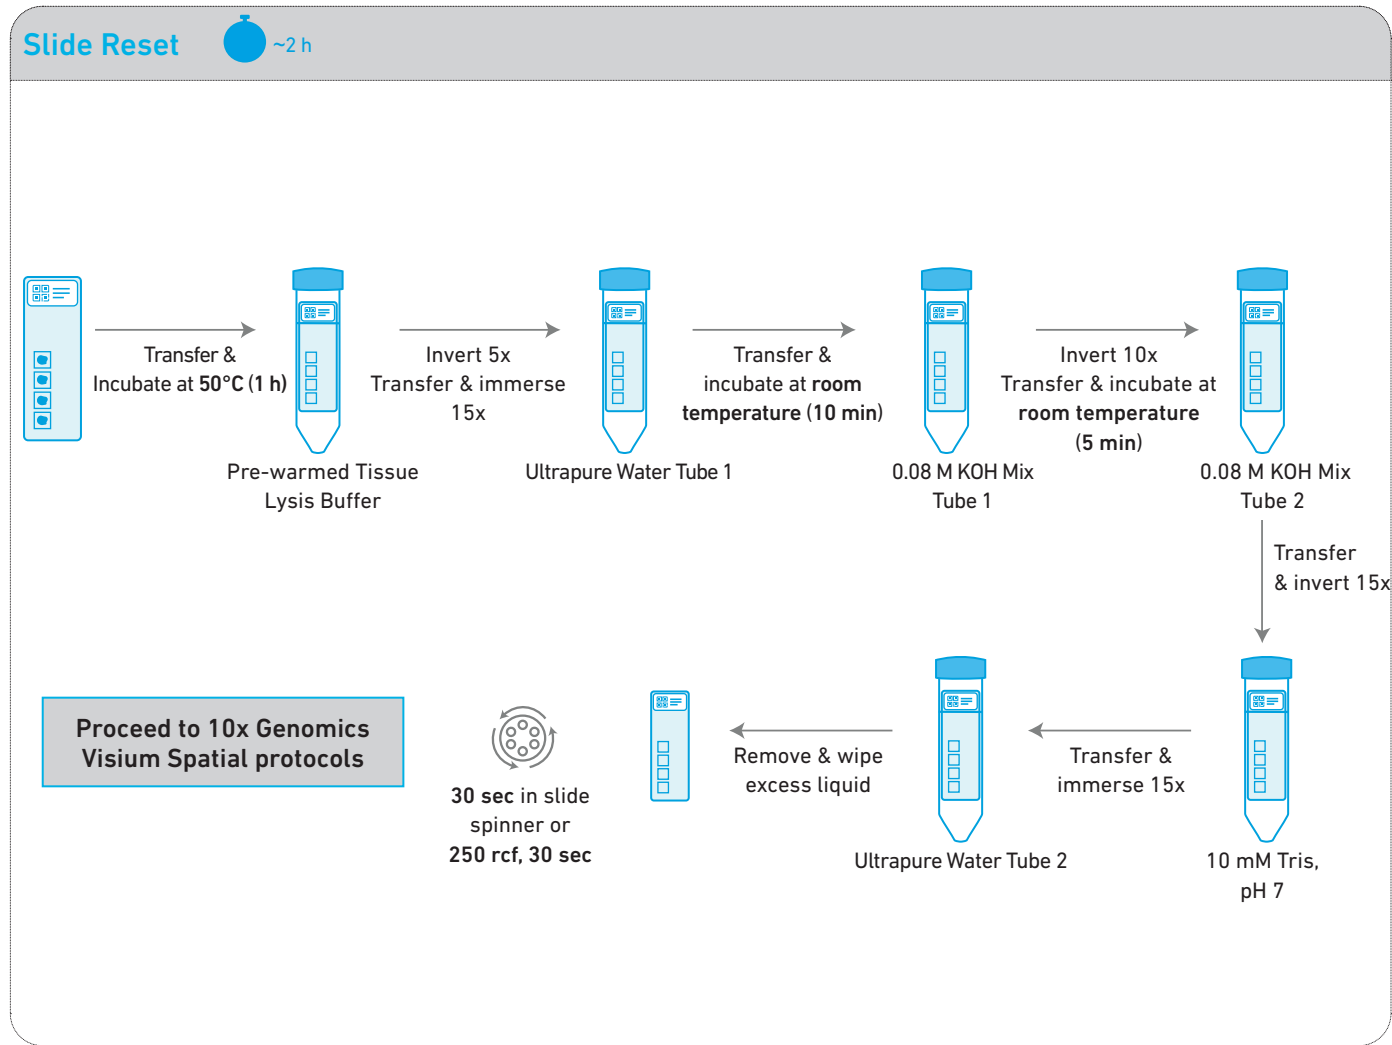 Slide Reset
~2 h
Transfer &
Incubate at 50°C (1 h)
Pre-warmed Tissue
Lysis Buffer
Invert 5x
Transfer & immerse
15x
Ultrapure Water Tube 1
Transfer &
incubate at room
temperature (10 min)
0.08 M KOH Mix
Tube 1
Invert 10x
Transfer & incubate at
room temperature
(5 min)
0.08 M KOH Mix
Tube 2
Transfer
& invert 15x
10 mM Tris,
pH 7
Transfer &
immerse 15x
Ultrapure Water Tube 2
Remove & wipe
excess liquid
30 sec in slide
spinner or
250 rcf, 30 sec
Proceed to 10x Genomics
Visium Spatial protocols